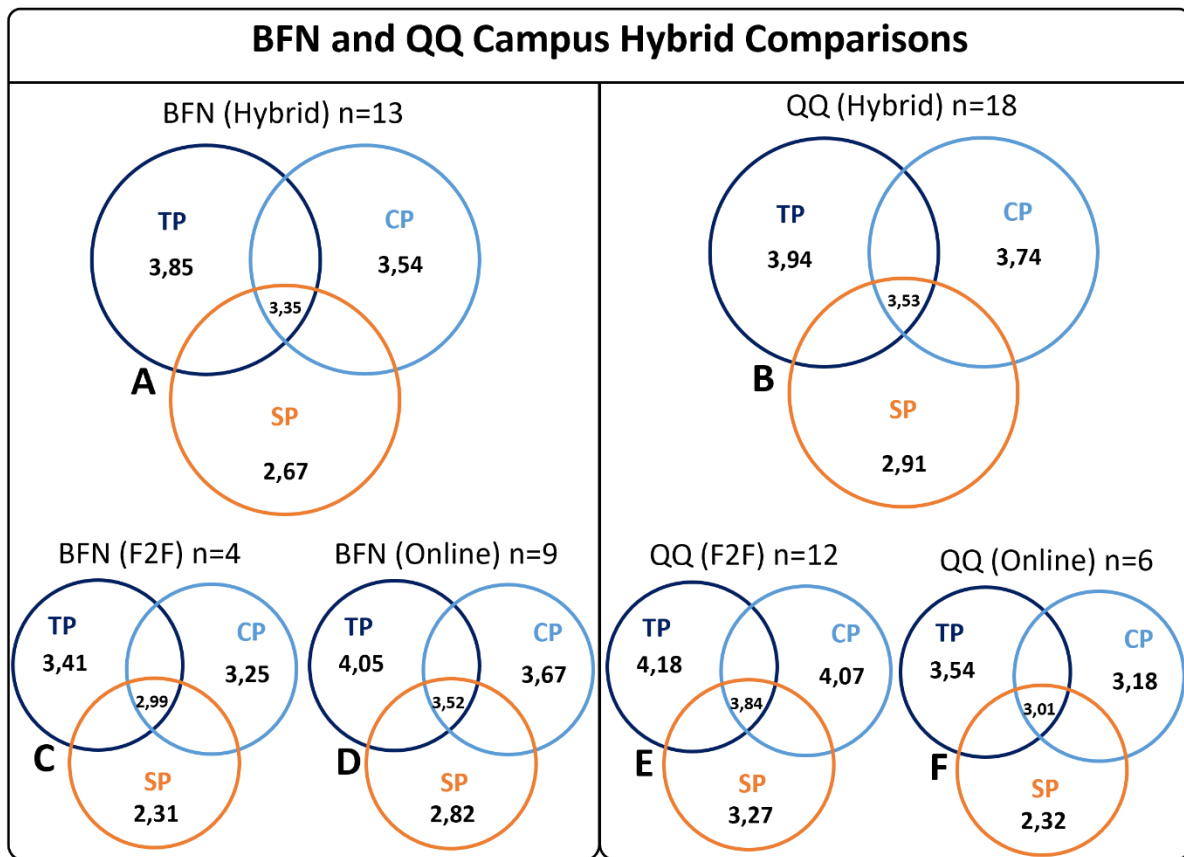 BFN and QQ Campus Hybrid Comparisons
BFN (Hybrid) n=13
TP
CP
3,85
3,54
3,35
A
SP
2,67
QQ (Hybrid) n=18
TP
CP
3,94
3,74
3,53
B
SP
2,91
BFN (F2F) n=4
TP
CP
3,41
3,25
2,99
C
SP
2,31
BFN (Online) n=9
TP
CP
4,05
3,67
3,52
D
SP
2,82
QQ (F2F) n=12
TP
CP
4,18
4,07
3,84
E
SP
3,27
QQ (Online) n=6
TP
CP
3,54
3,18
3,01
F
SP
2,32